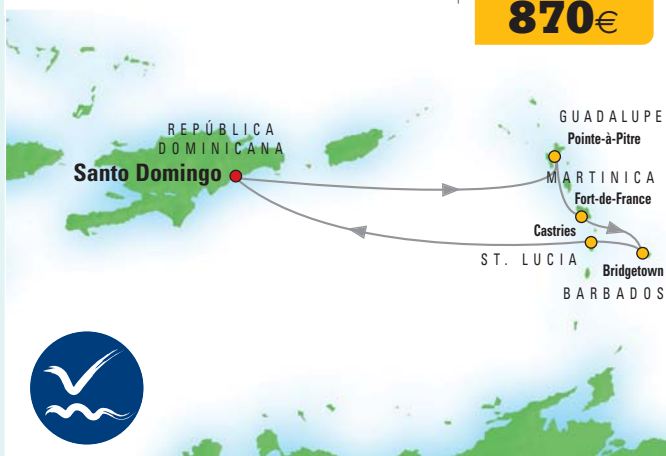 870€
REPÚBLICA
DOMINICANA
Santo Domingo
GUADALUPE
Pointe-à-Pitre
MARTINICA
Fort-de-France
Castries
ST. LUCIA
Bridgetown
BARBADOS